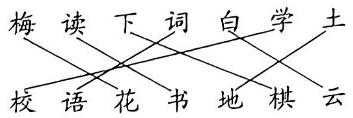 梅 读 下 词 白 学 土
校 语 花 书 地 棋 云